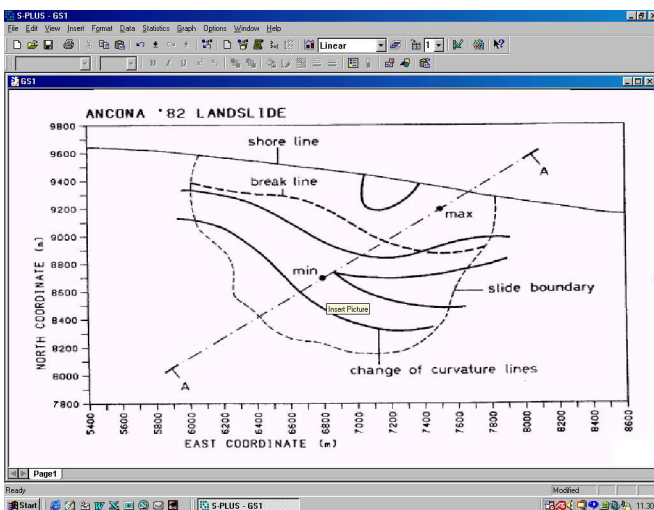 S-PLUS - GS1
File Edit View Insert Format Data Statistics Graph Options Window Help
Linear 1
GS1
ANCONA '82 LANDSLIDE
9800
9600
9400
9200
9000
8800
8600
8400
8200
8000
7800
NORTH COORDINATE (m)
shore line
break line
A
max
min
slide boundary
Insert Picture
change of curvature lines
A
5400 5600 5800 6000 6200 6400 6600 6800 7000 7200 7400 7600 7800 8000 8200 8400 8600
EAST COORDINATE (m)
Page1
Ready Modified
Start S-PLUS - GS1 11.30